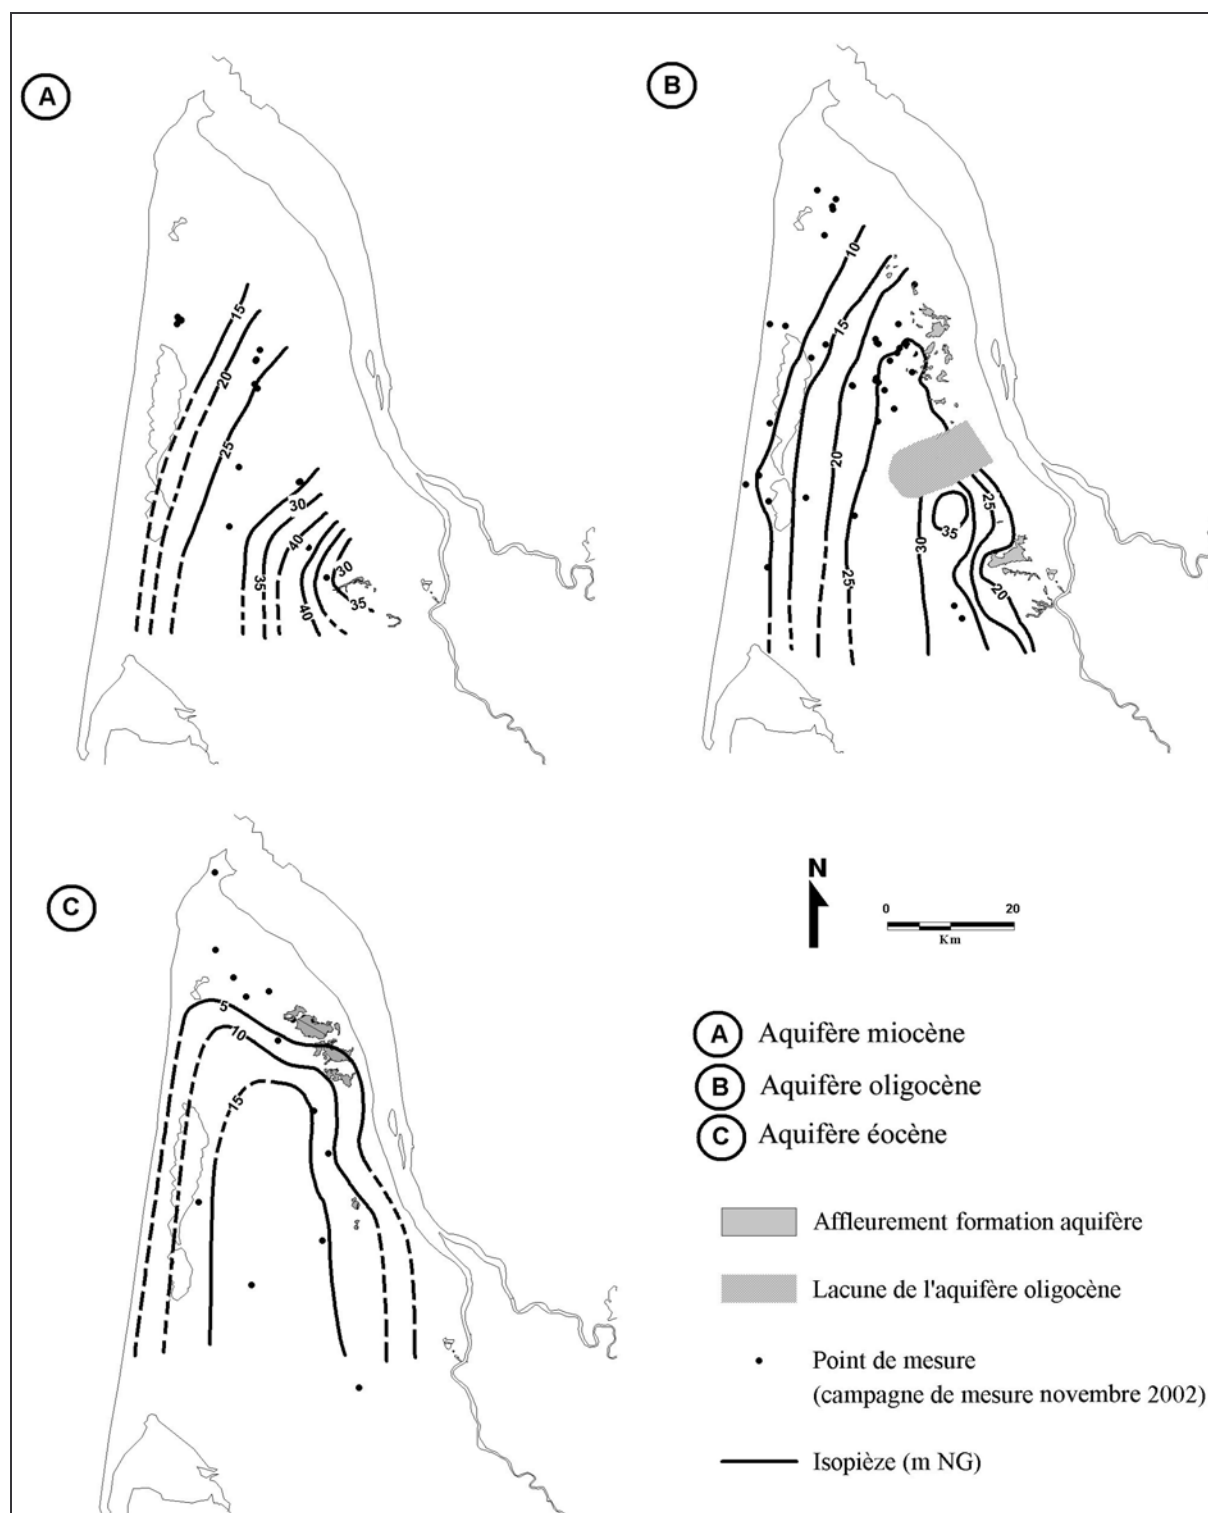 A
15
20
25
30
40
35
40
30
35
B
10
15
20
25
30
35
25
20
C
5
10
15
N
0 20
Km
A Aquifère miocène
B Aquifère oligocène
C Aquifère éocène
Affleurement formation aquifère
Lacune de l'aquifère oligocène
Point de mesure
(campagne de mesure novembre 2002)
Isopièze (m NG)